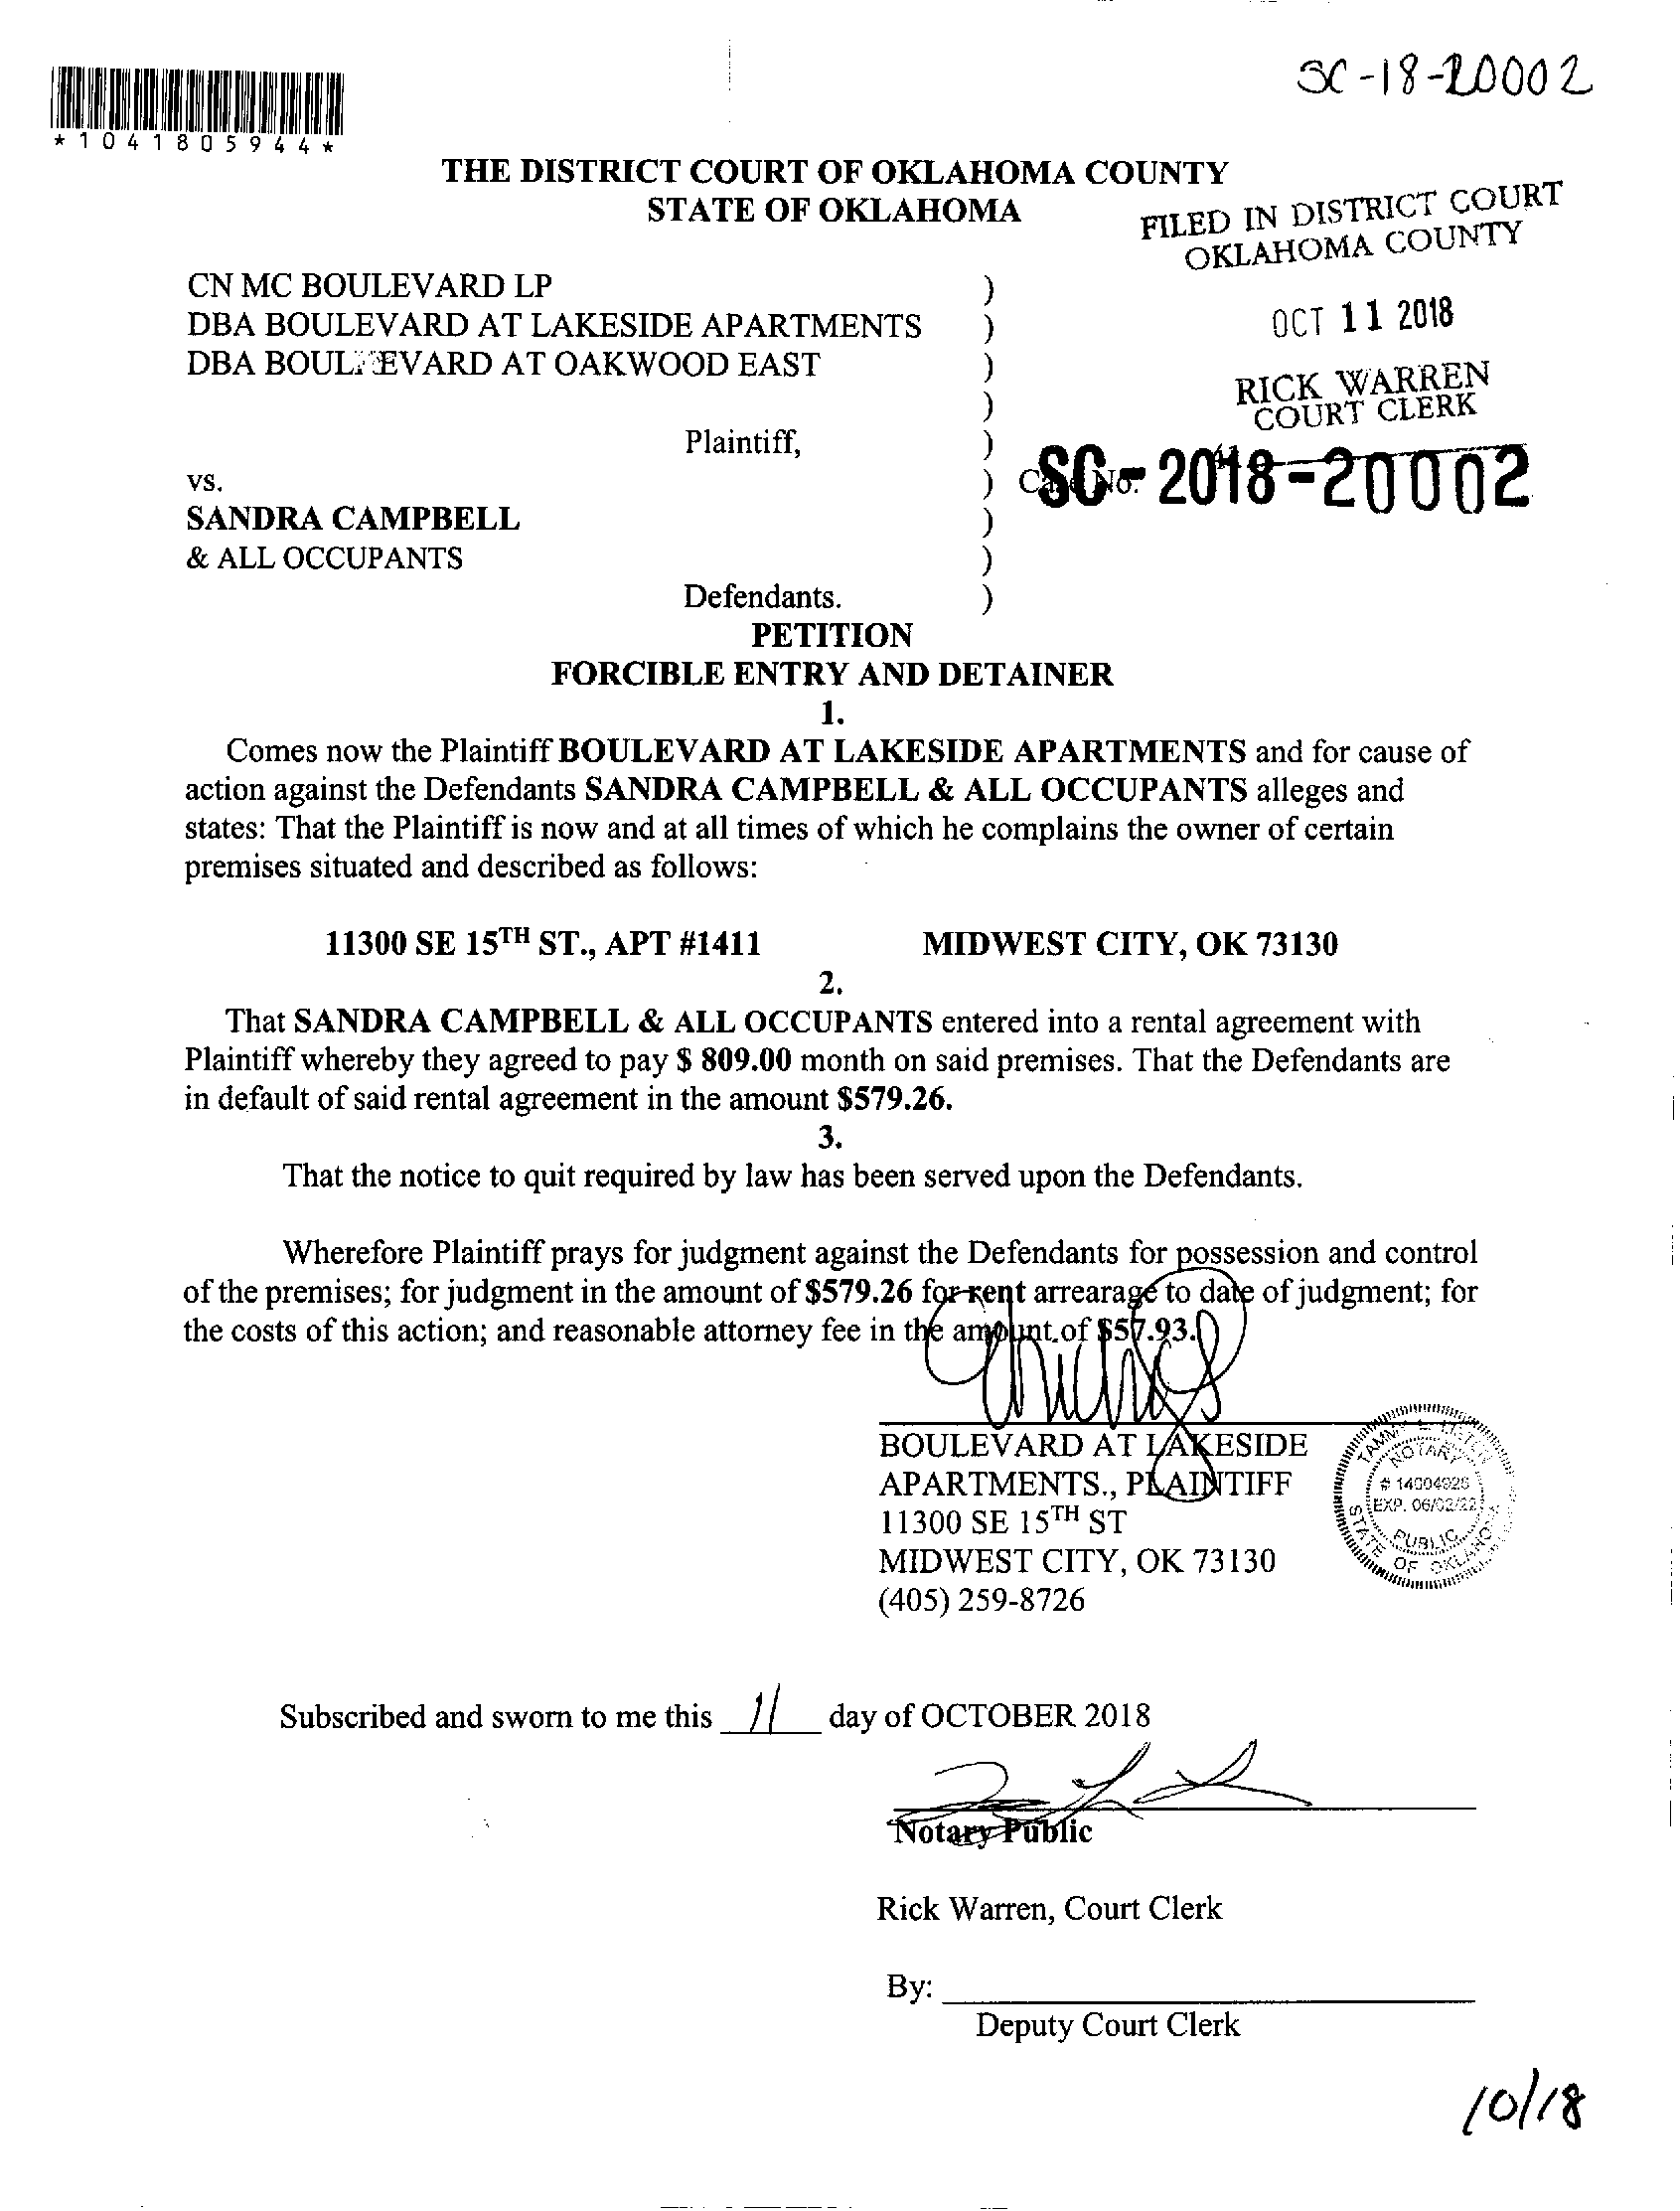 SC-18-20002
*1041805944*
THE DISTRICT COURT OF OKLAHOMA COUNTY
STATE OF OKLAHOMA
FILED IN DISTRICT COURT
OKLAHOMA COUNTY
CN MC BOULEVARD LP )
DBA BOULEVARD AT LAKESIDE APARTMENTS )
OCT 11 2018
DBA BOULEVARD AT OAKWOOD EAST )
RICK WARREN
COURT CLERK
)
Plaintiff, )
vs. ) Case No. SC-2018-20002
SANDRA CAMPBELL )
& ALL OCCUPANTS )
Defendants. )
PETITION
FORCIBLE ENTRY AND DETAINER
1.
Comes now the Plaintiff BOULEVARD AT LAKESIDE APARTMENTS and for cause of
action against the Defendants SANDRA CAMPBELL & ALL OCCUPANTS alleges and
states: That the Plaintiff is now and at all times of which he complains the owner of certain
premises situated and described as follows:
11300 SE 15TH ST., APT #1411 MIDWEST CITY, OK 73130
2.
That SANDRA CAMPBELL & ALL OCCUPANTS entered into a rental agreement with
Plaintiff whereby they agreed to pay $ 809.00 month on said premises. That the Defendants are
in default of said rental agreement in the amount $579.26.
3.
That the notice to quit required by law has been served upon the Defendants.
Wherefore Plaintiff prays for judgment against the Defendants for possession and control
of the premises; for judgment in the amount of $579.26 for rent arrearage to date of judgment; for
the costs of this action; and reasonable attorney fee in the amount of $57.93.
BOULEVARD AT LAKESIDE
APARTMENTS., PLAINTIFF
11300 SE 15TH ST
MIDWEST CITY, OK 73130
(405) 259-8726
TAMMY
NOTARY
EXP. 06/02/22
PUBLIC
STATE OF OKLAHOMA
Subscribed and sworn to me this 11 day of OCTOBER 2018
Notary Public
Rick Warren, Court Clerk
By:
Deputy Court Clerk
10/18